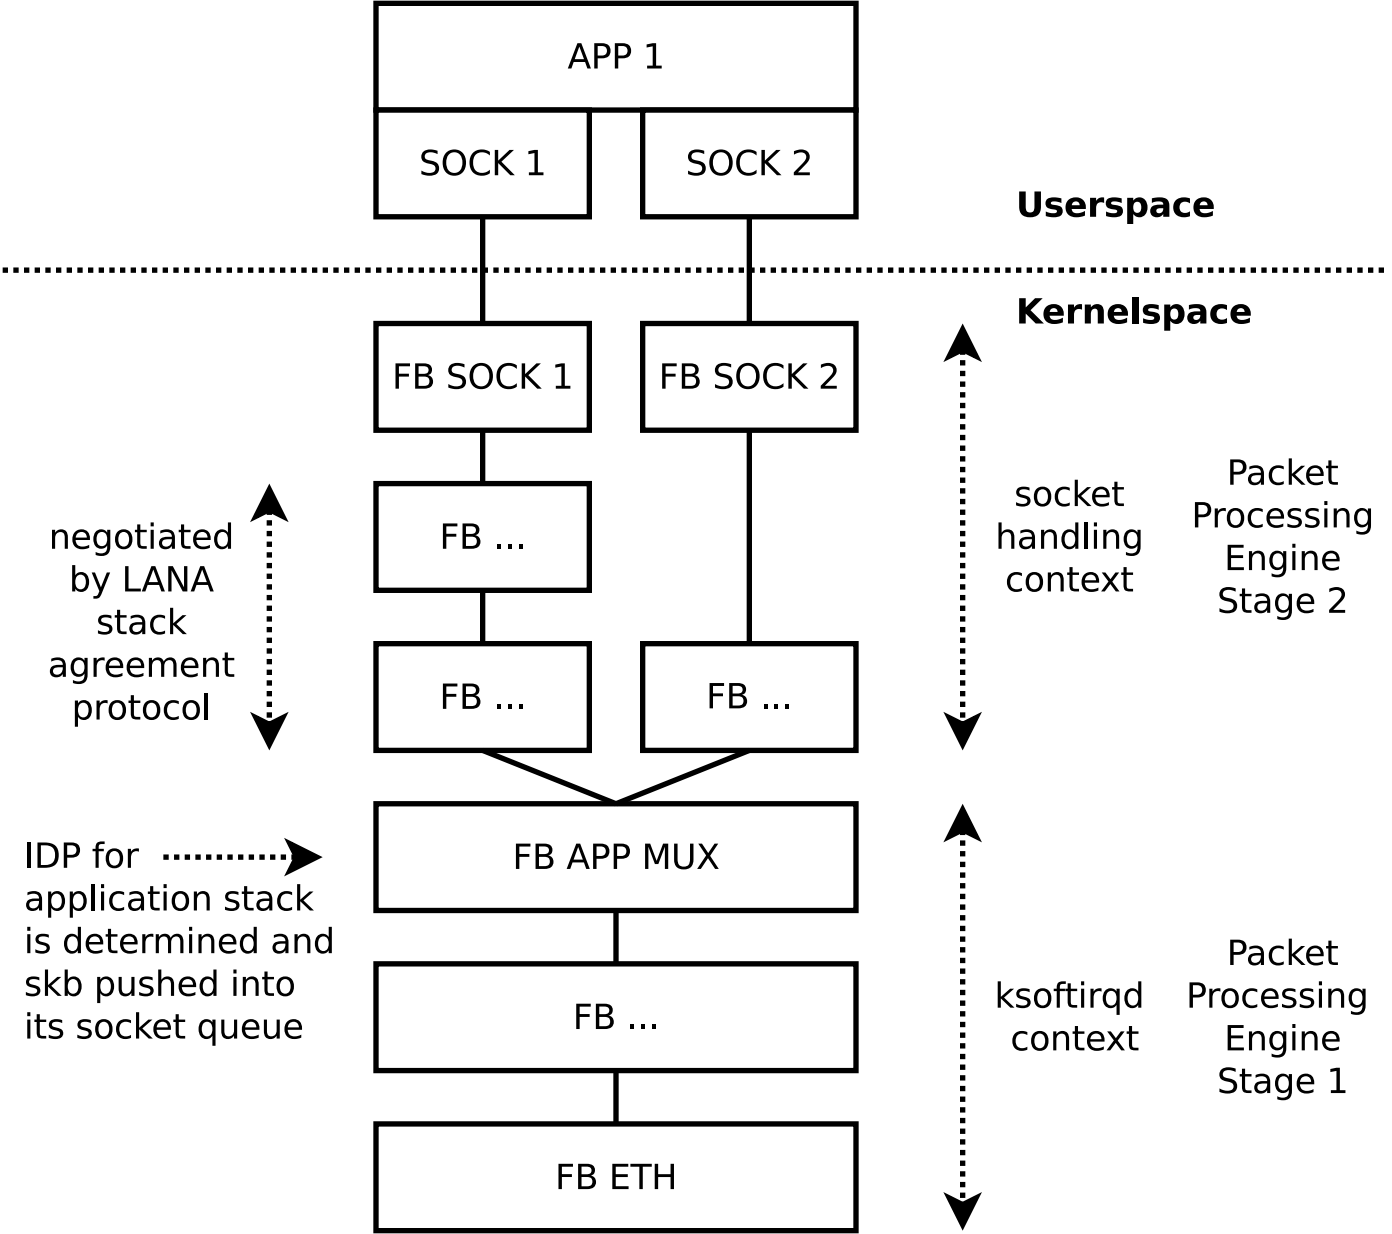 APP 1
SOCK 1
SOCK 2
Userspace
Kernelspace
FB SOCK 1
FB SOCK 2
negotiated
by LANA
stack
agreement
protocol
FB ...
FB ...
FB ...
socket
handling
context
Packet
Processing
Engine
Stage 2
IDP for
application stack
is determined and
skb pushed into
its socket queue
FB APP MUX
FB ...
FB ETH
ksoftirqd
context
Packet
Processing
Engine
Stage 1